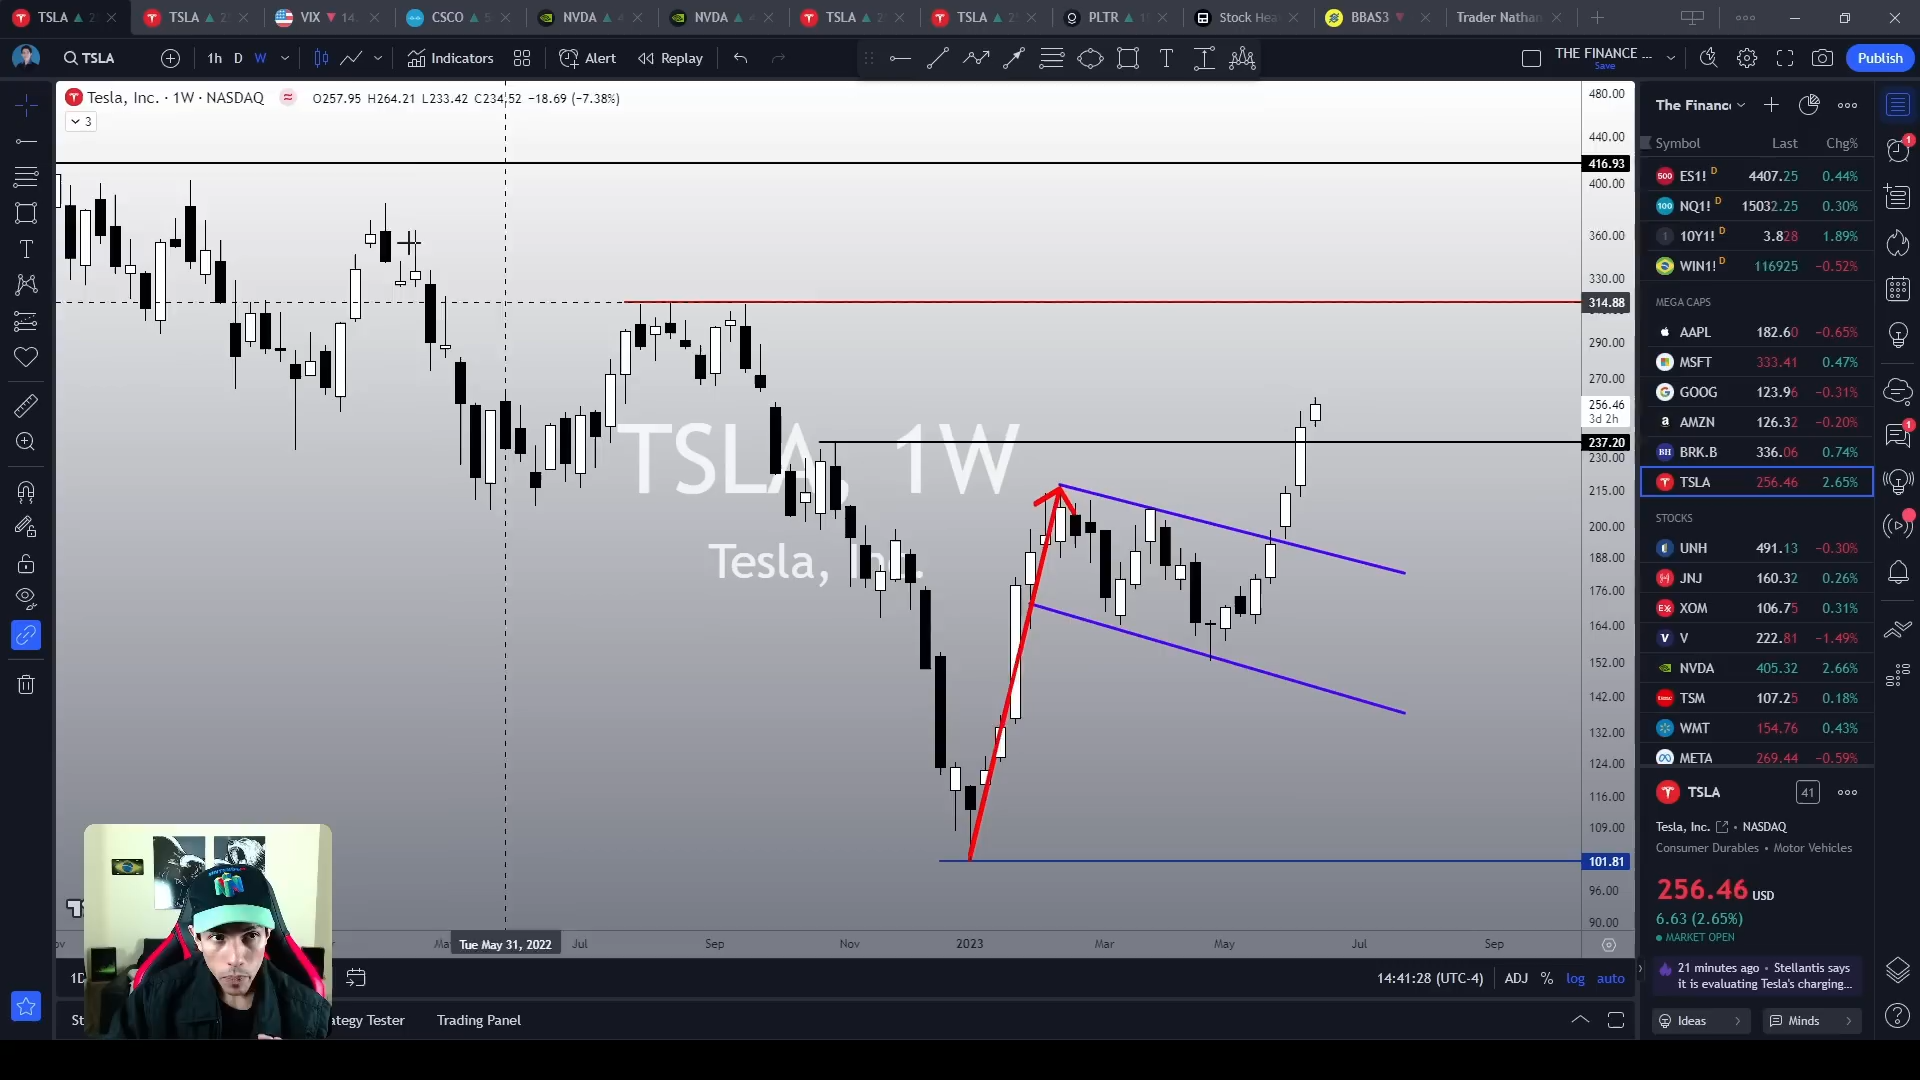 TSLA
TSLA
VIX 14.
CSCO
NVDA
NVDA
TSLA
TSLA
PLTR
Stock Hea
BBAS3
Trader Nathan
TSLA
1h D W
Indicators
Alert
Replay
THE FINANCE ...
Save
Publish
Tesla, Inc. · 1W · NASDAQ
O257.95 H264.21 L233.42 C234.52 −18.69 (−7.38%)
3
TSLA, 1W
Tesla, Inc.
480.00
440.00
416.93
400.00
360.00
330.00
314.88
290.00
270.00
256.46
3d 2h
237.20
230.00
215.00
200.00
188.00
176.00
164.00
152.00
142.00
132.00
124.00
116.00
109.00
101.81
96.00
90.00
Tue May 31, 2022
Jul
Sep
Nov
2023
Mar
May
Jul
Sep
14:41:28 (UTC-4)
ADJ % log auto
Trading Panel
The Financ
Symbol Last Chg%
ES1! D 4407.25 0.44%
NQ1! D 15032.25 0.30%
10Y1! D 3.828 1.89%
WIN1! D 116925 −0.52%
MEGA CAPS
AAPL 182.60 −0.65%
MSFT 333.41 0.47%
GOOG 123.96 −0.31%
AMZN 126.32 −0.20%
BRK.B 336.06 0.74%
TSLA 256.46 2.65%
STOCKS
UNH 491.13 −0.30%
JNJ 160.32 0.26%
XOM 106.75 0.31%
V 222.81 −1.49%
NVDA 405.32 2.66%
TSM 107.25 0.18%
WMT 154.76 0.43%
META 269.44 −0.59%
TSLA
41
Tesla, Inc. • NASDAQ
Consumer Durables • Motor Vehicles
256.46 USD
6.63 (2.65%)
MARKET OPEN
21 minutes ago • Stellantis says
it is evaluating Tesla's charging...
Ideas
Minds